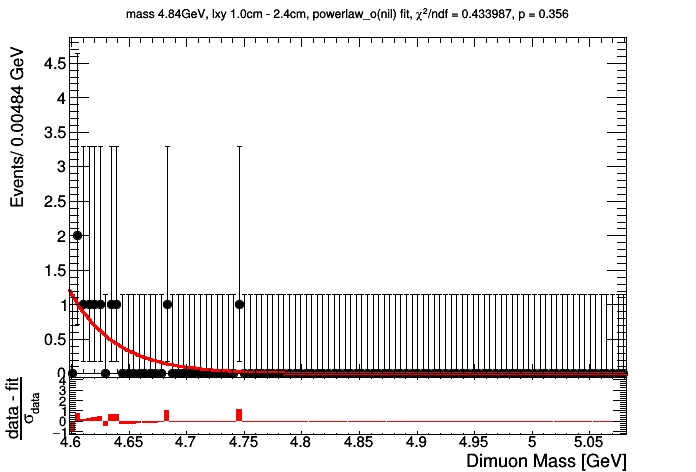 mass 4.84GeV, lxy 1.0cm - 2.4cm, powerlaw_o(nil) fit, χ²/ndf = 0.433987, p = 0.356
Events/ 0.00484 GeV
4.5
4
3.5
3
2.5
2
1.5
1
0.5
0
data - fit
σdata
4
3
2
1
0
−1
4.6 4.65 4.7 4.75 4.8 4.85 4.9 4.95 5 5.05
Dimuon Mass [GeV]